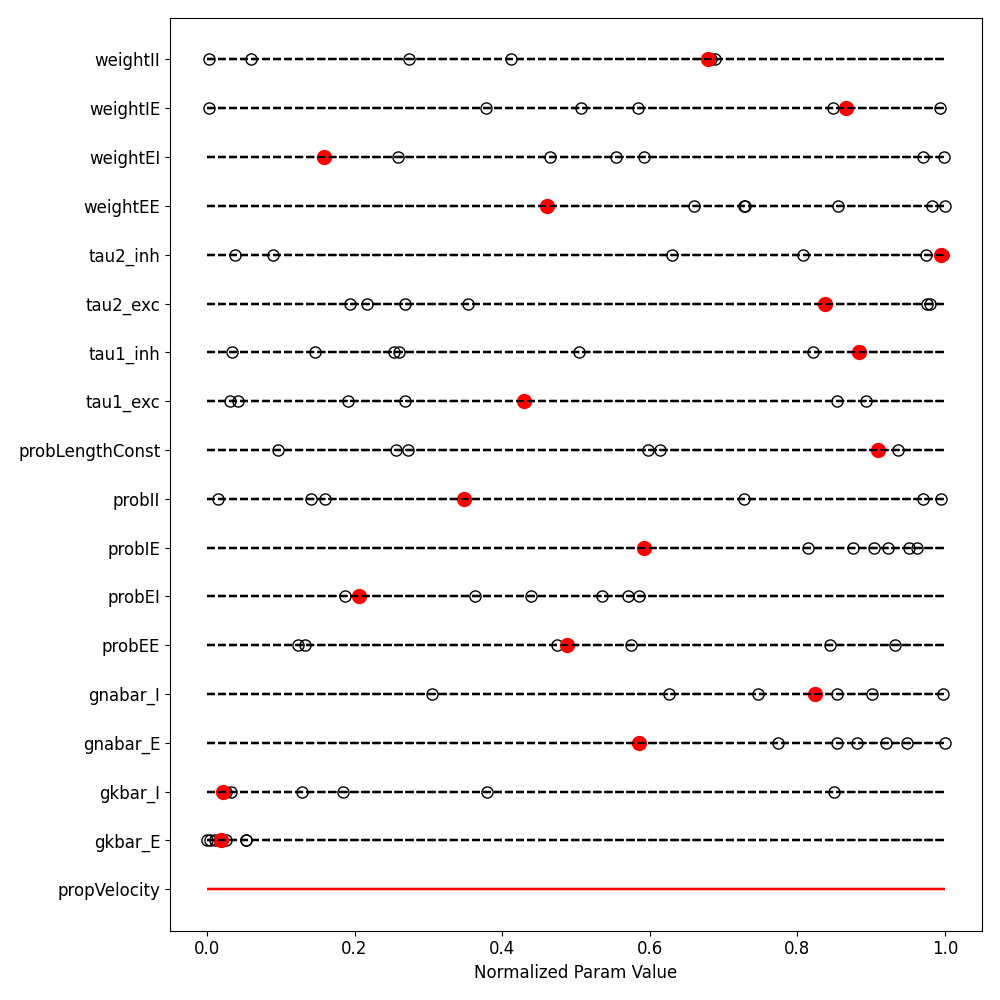 weightII
weightIE
weightEI
weightEE
tau2_inh
tau2_exc
tau1_inh
tau1_exc
probLengthConst
probII
probIE
probEI
probEE
gnabar_I
gnabar_E
gkbar_I
gkbar_E
propVelocity
0.0 0.2 0.4 0.6 0.8 1.0
Normalized Param Value